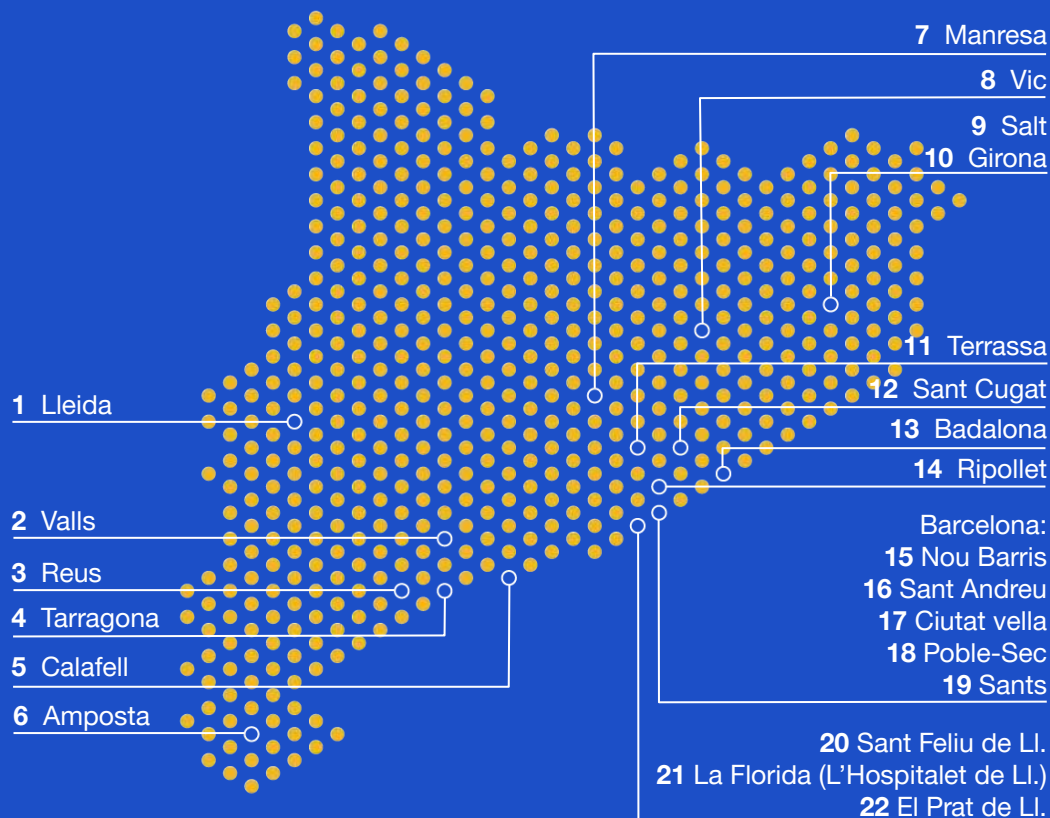 1 Lleida
2 Valls
3 Reus
4 Tarragona
5 Calafell
6 Amposta
7 Manresa
8 Vic
9 Salt
10 Girona
11 Terrassa
12 Sant Cugat
13 Badalona
14 Ripollet
Barcelona:
15 Nou Barris
16 Sant Andreu
17 Ciutat vella
18 Poble-Sec
19 Sants
20 Sant Feliu de Ll.
21 La Florida (L'Hospitalet de Ll.)
22 El Prat de Ll.